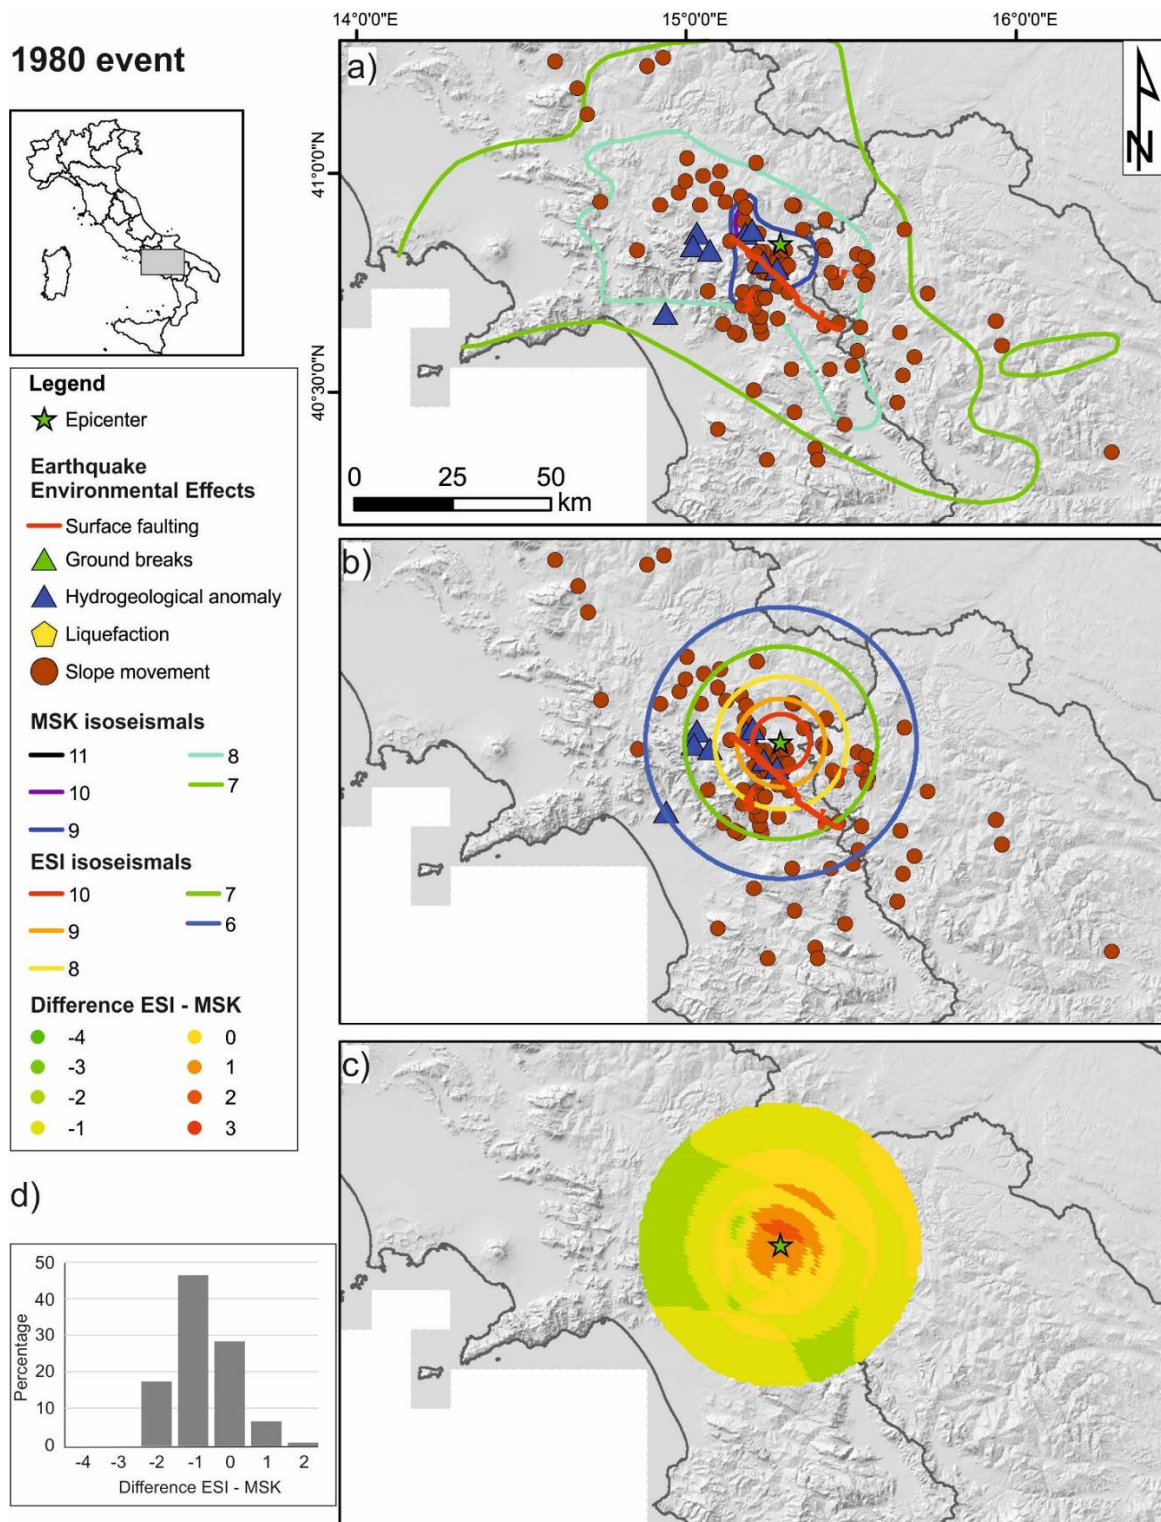 14°0'0"E 15°0'0"E 16°0'0"E
1980 event
a)
N
41°0'0"N
40°30'0"N
0 25 50
km
Legend
Epicenter
Earthquake
Environmental Effects
Surface faulting
Ground breaks
Hydrogeological anomaly
Liquefaction
Slope movement
MSK isoseismals
11 8
10 7
9
ESI isoseismals
10 7
9 6
8
Difference ESI - MSK
-4 0
-3 1
-2 2
-1 3
b)
c)
d)
50
40
30
20
10
0
Percentage
-4 -3 -2 -1 0 1 2
Difference ESI - MSK